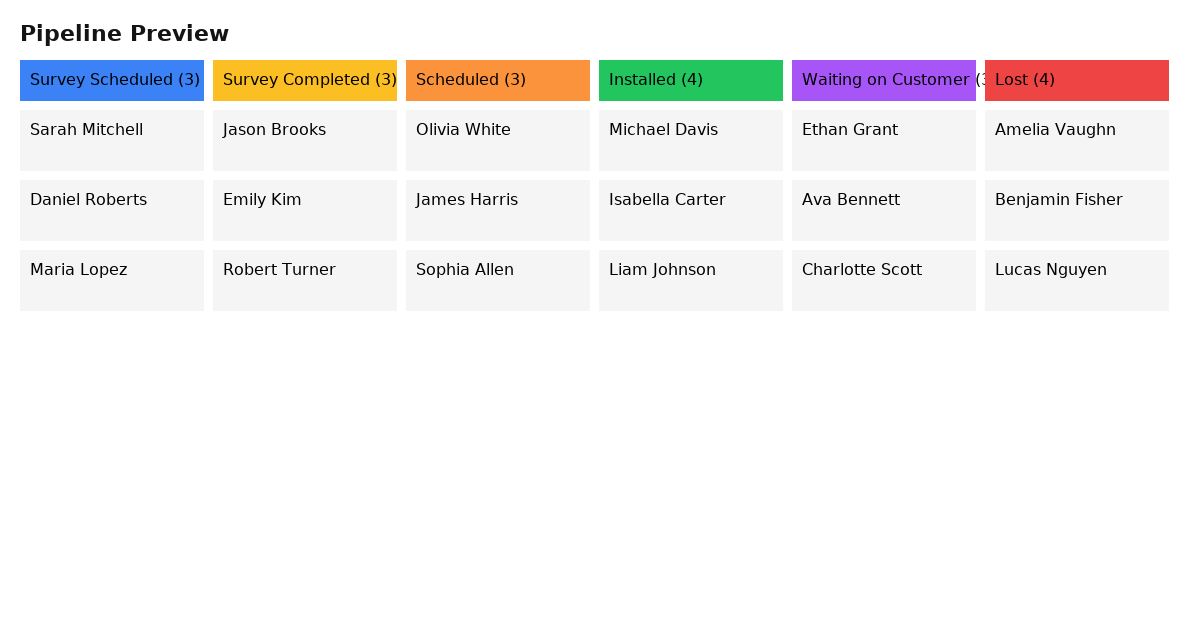 Pipeline Preview
Survey Scheduled (3) Survey Completed (3) Scheduled (3) Installed (4) Waiting on Customer (3 Lost (4)
Sarah Mitchell Jason Brooks Olivia White Michael Davis Ethan Grant Amelia Vaughn
Daniel Roberts Emily Kim James Harris Isabella Carter Ava Bennett Benjamin Fisher
Maria Lopez Robert Turner Sophia Allen Liam Johnson Charlotte Scott Lucas Nguyen